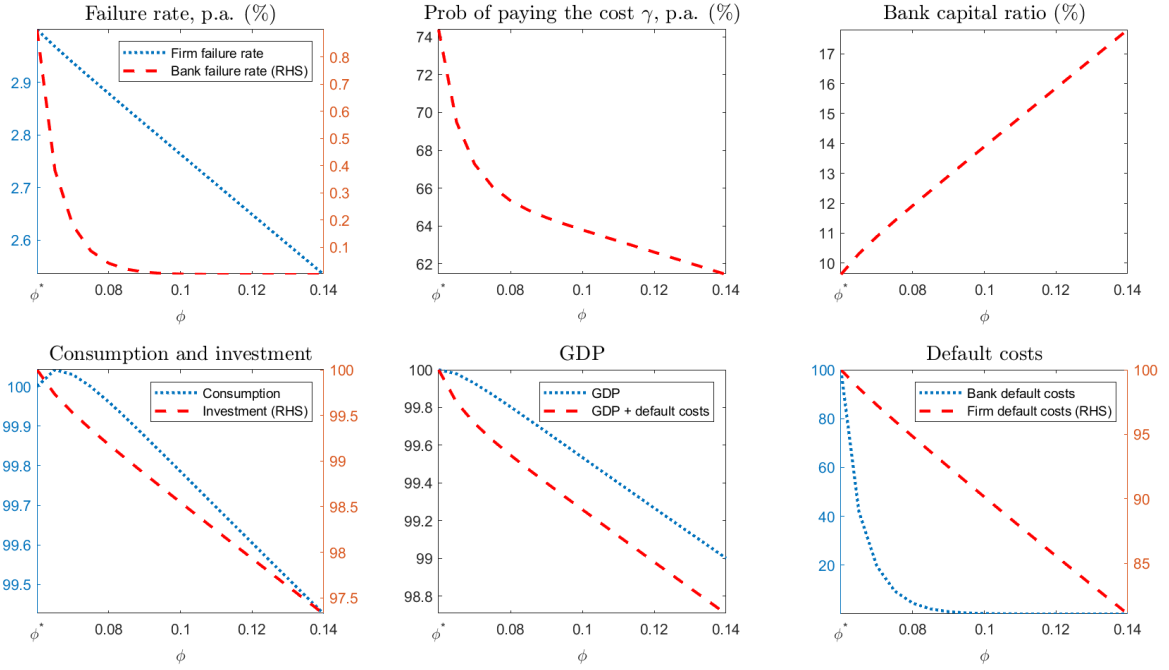 Failure rate, p.a. (%)
Firm failure rate
Bank failure rate (RHS)
2.9
2.8
2.7
2.6
0.8
0.7
0.6
0.5
0.4
0.3
0.2
0.1
ϕ* 0.08 0.1 0.12 0.14
ϕ
Prob of paying the cost γ, p.a. (%)
74
72
70
68
66
64
62
ϕ* 0.08 0.1 0.12 0.14
ϕ
Bank capital ratio (%)
17
16
15
14
13
12
11
10
ϕ* 0.08 0.1 0.12 0.14
ϕ
Consumption and investment
Consumption
Investment (RHS)
100
99.9
99.8
99.7
99.6
99.5
100
99.5
99
98.5
98
97.5
ϕ* 0.08 0.1 0.12 0.14
ϕ
GDP
GDP
GDP + default costs
100
99.8
99.6
99.4
99.2
99
98.8
ϕ* 0.08 0.1 0.12 0.14
ϕ
Default costs
Bank default costs
Firm default costs (RHS)
100
80
60
40
20
100
95
90
85
ϕ* 0.08 0.1 0.12 0.14
ϕ